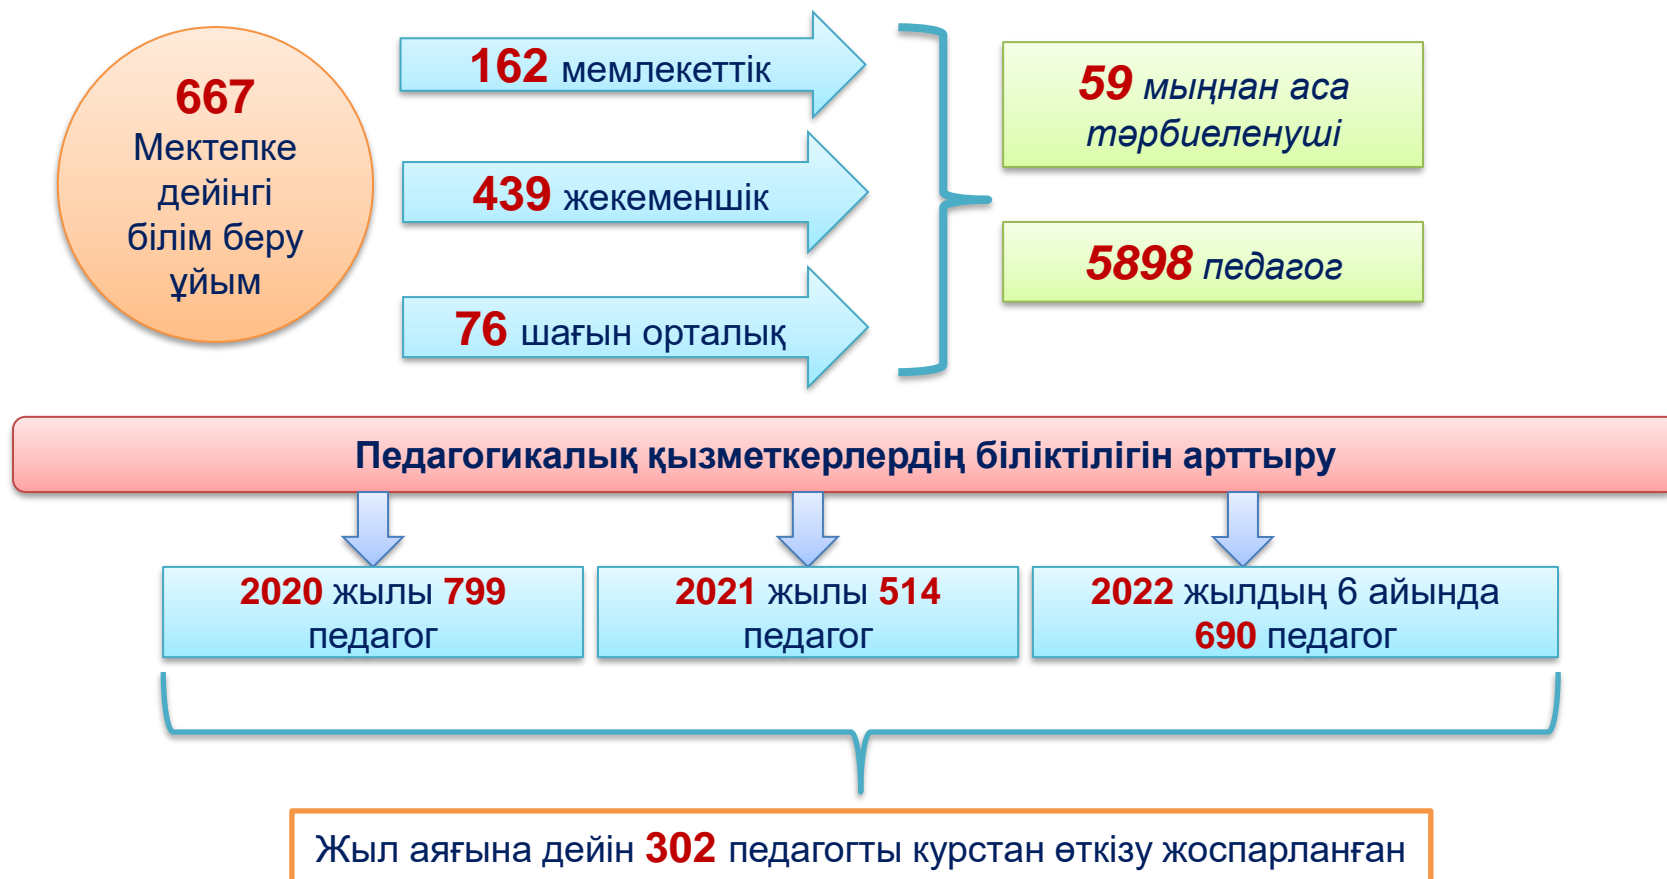 667
Мектепке
дейінгі
білім беру
ұйым
162 мемлекеттік
439 жекеменшік
76 шағын орталық
59 мыңнан аса
тәрбиеленуші
5898 педагог
Педагогикалық қызметкерлердің біліктілігін арттыру
2020 жылы 799
педагог
2021 жылы 514
педагог
2022 жылдың 6 айында
690 педагог
Жыл аяғына дейін 302 педагогты курстан өткізу жоспарланған